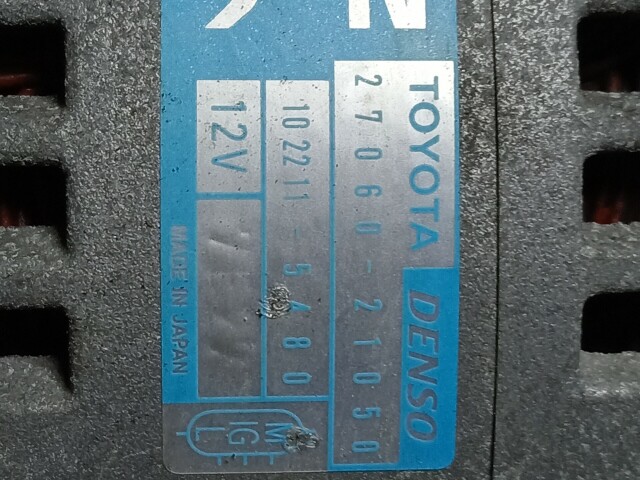 TOYOTA DENSO
27060-21050
102211-5480
12V
MADE IN JAPAN
M
IG
L